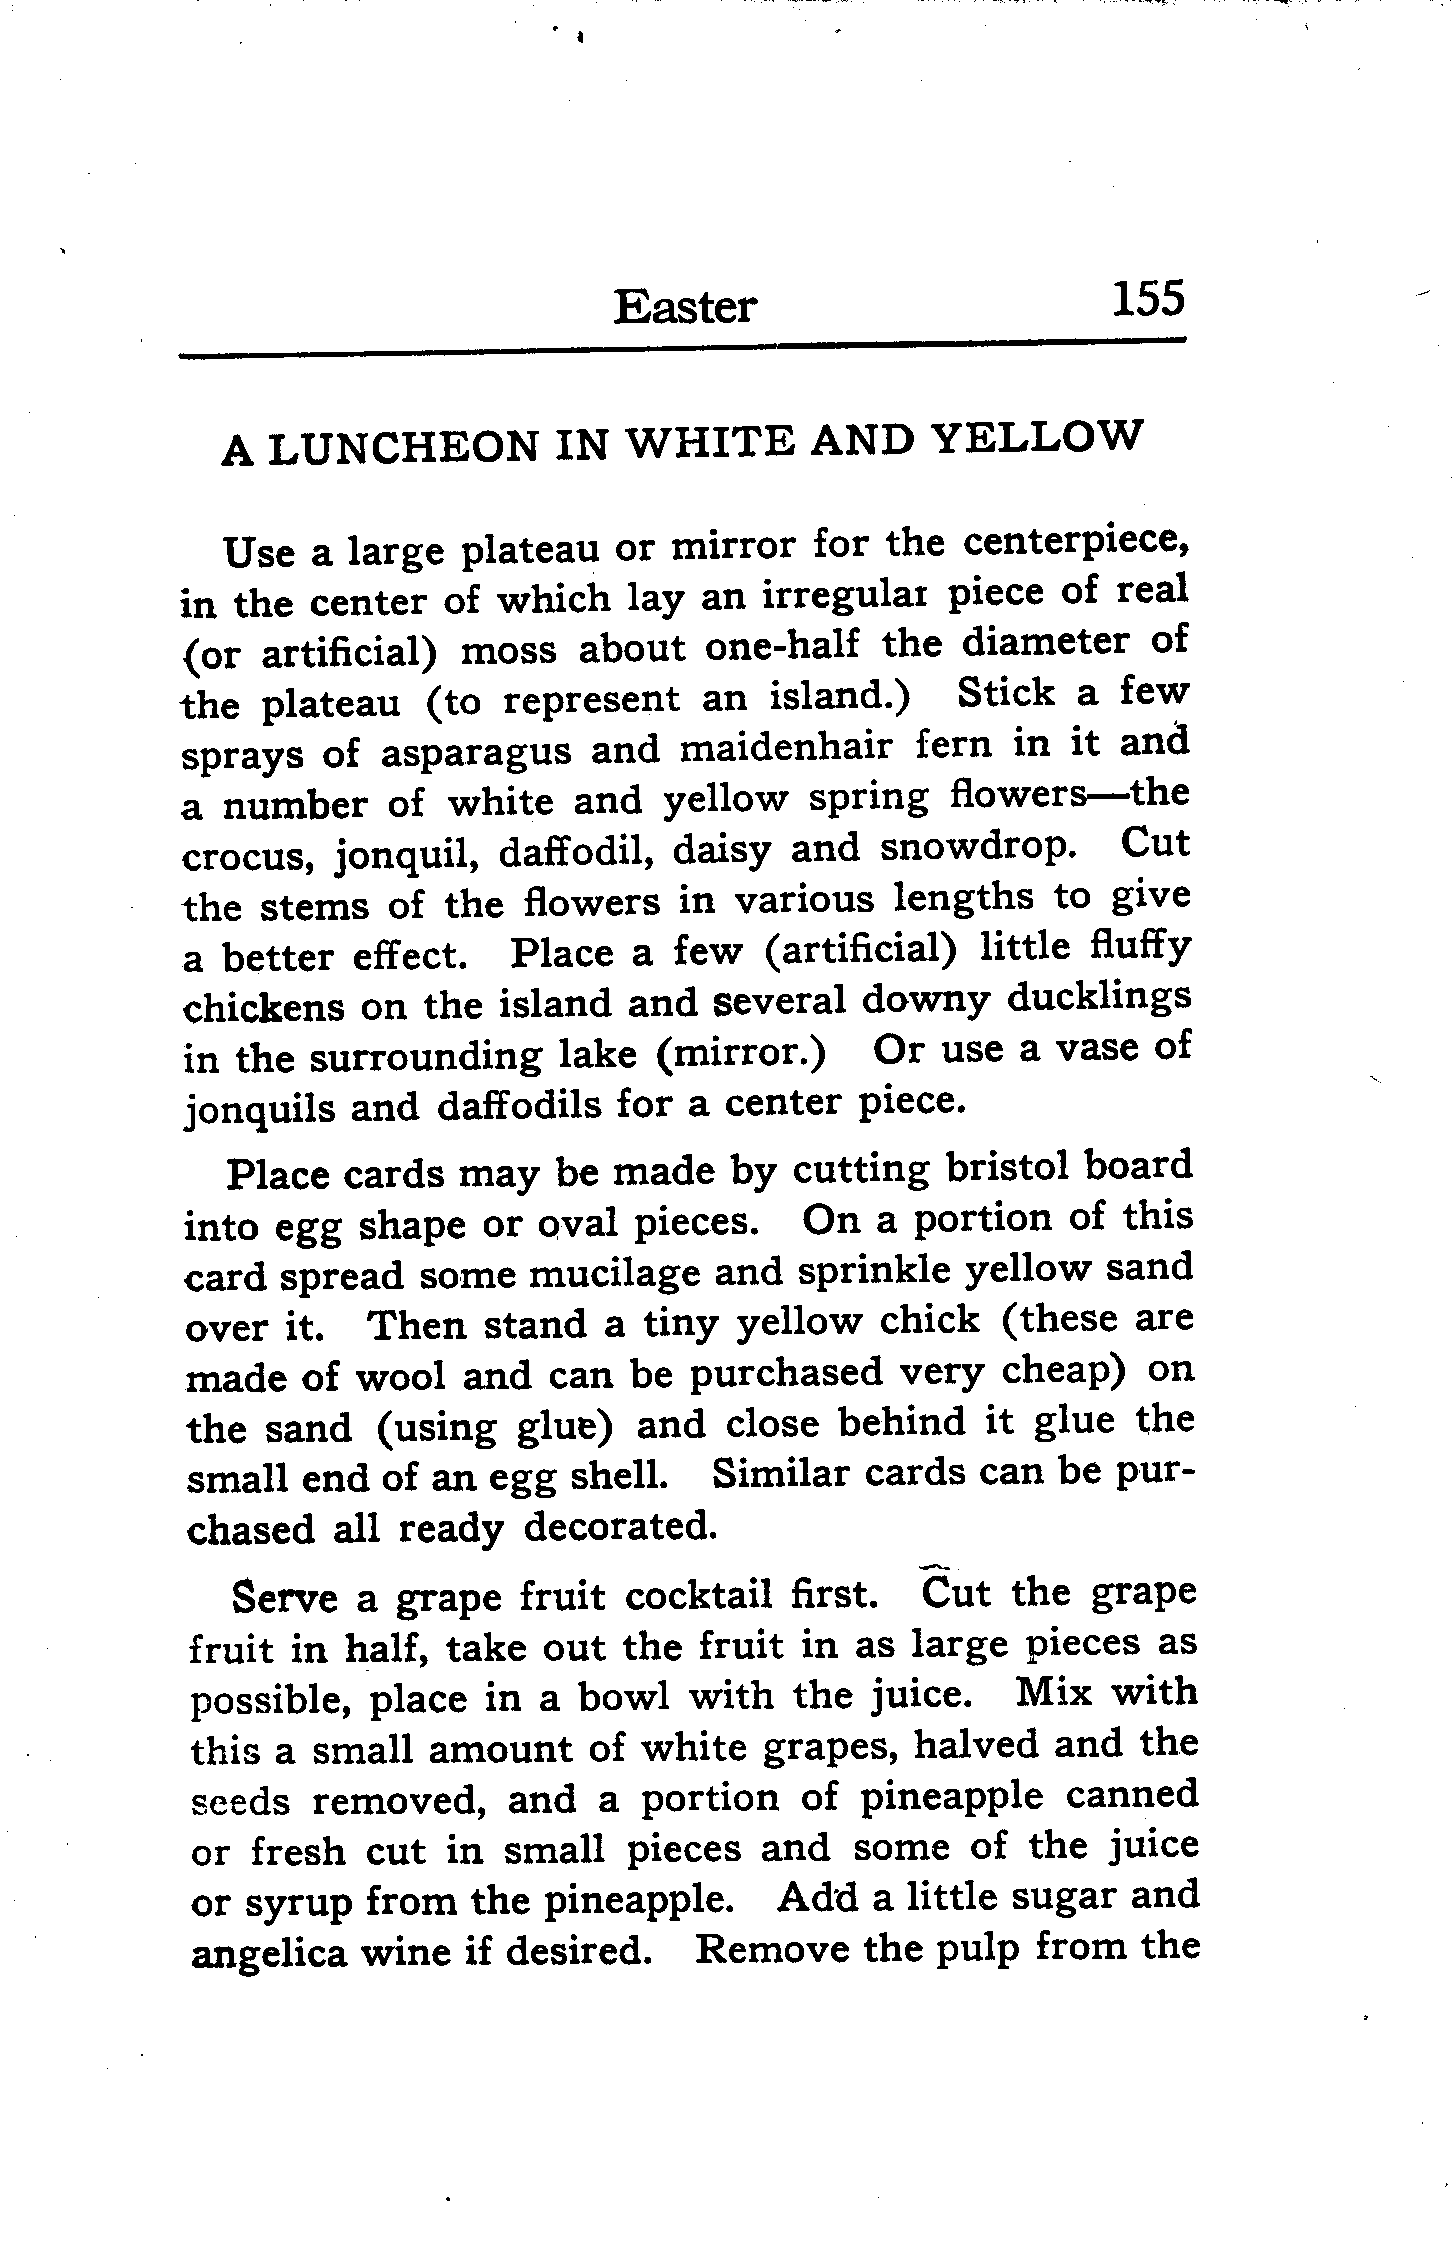 Easter 155
A LUNCHEON IN WHITE AND YELLOW
Use a large plateau or mirror for the centerpiece,
in the center of which lay an irregular piece of real
(or artificial) moss about one-half the diameter of
the plateau (to represent an island.) Stick a few
sprays of asparagus and maidenhair fern in it and
a number of white and yellow spring flowers—the
crocus, jonquil, daffodil, daisy and snowdrop. Cut
the stems of the flowers in various lengths to give
a better effect. Place a few (artificial) little fluffy
chickens on the island and several downy ducklings
in the surrounding lake (mirror.) Or use a vase of
jonquils and daffodils for a center piece.
Place cards may be made by cutting bristol board
into egg shape or oval pieces. On a portion of this
card spread some mucilage and sprinkle yellow sand
over it. Then stand a tiny yellow chick (these are
made of wool and can be purchased very cheap) on
the sand (using glue) and close behind it glue the
small end of an egg shell. Similar cards can be pur-
chased all ready decorated.
Serve a grape fruit cocktail first. Cut the grape
fruit in half, take out the fruit in as large pieces as
possible, place in a bowl with the juice. Mix with
this a small amount of white grapes, halved and the
seeds removed, and a portion of pineapple canned
or fresh cut in small pieces and some of the juice
or syrup from the pineapple. Add a little sugar and
angelica wine if desired. Remove the pulp from the